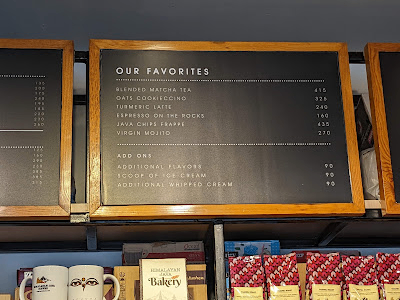 OUR FAVORITES
BLENDED MATCHA TEA 415
OATS COOKIECCINO 325
TURMERIC LATTE 240
ESPRESSO ON THE ROCKS 160
JAVA CHIPS FRAPPE 435
VIRGIN MOJITO 270
ADD ONS
ADDITIONAL FLAVORS 90
SCOOP OF ICE-CREAM 90
ADDITIONAL WHIPPED CREAM 90
HIMALAYAN JAVA
Bakery